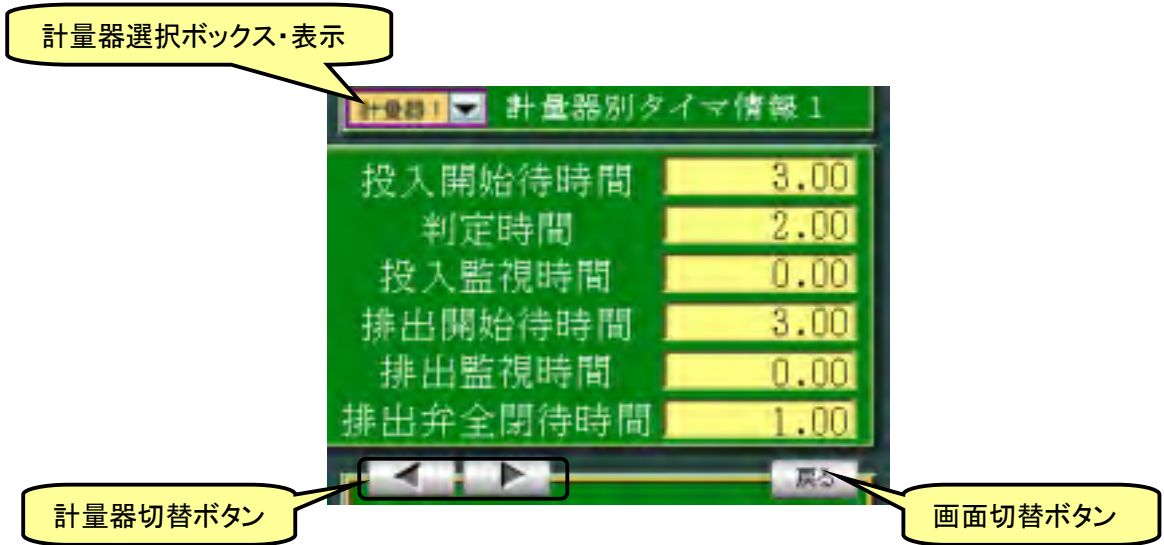 計量器選択ボックス・表示
計量器1 計量器別タイマ情報1
投入開始待時間 3.00
判定時間 2.00
投入監視時間 0.00
排出開始待時間 3.00
排出監視時間 0.00
排出弁全閉待時間 1.00
戻る
計量器切替ボタン
画面切替ボタン